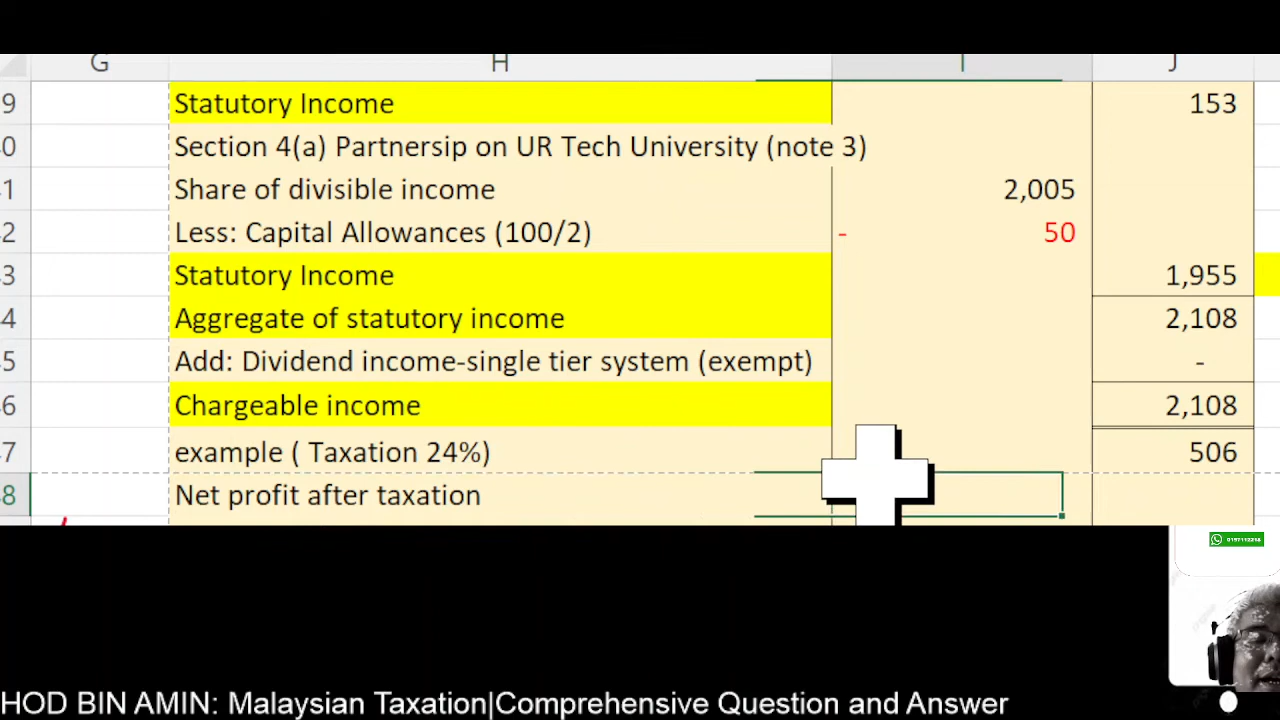 G H I J
9 Statutory Income 153
0 Section 4(a) Partnersip on UR Tech University (note 3)
1 Share of divisible income 2,005
2 Less: Capital Allowances (100/2) - 50
3 Statutory Income 1,955
4 Aggregate of statutory income 2,108
5 Add: Dividend income-single tier system (exempt) -
6 Chargeable income 2,108
7 example ( Taxation 24%) 506
8 Net profit after taxation
HOD BIN AMIN: Malaysian Taxation|Comprehensive Question and Answer